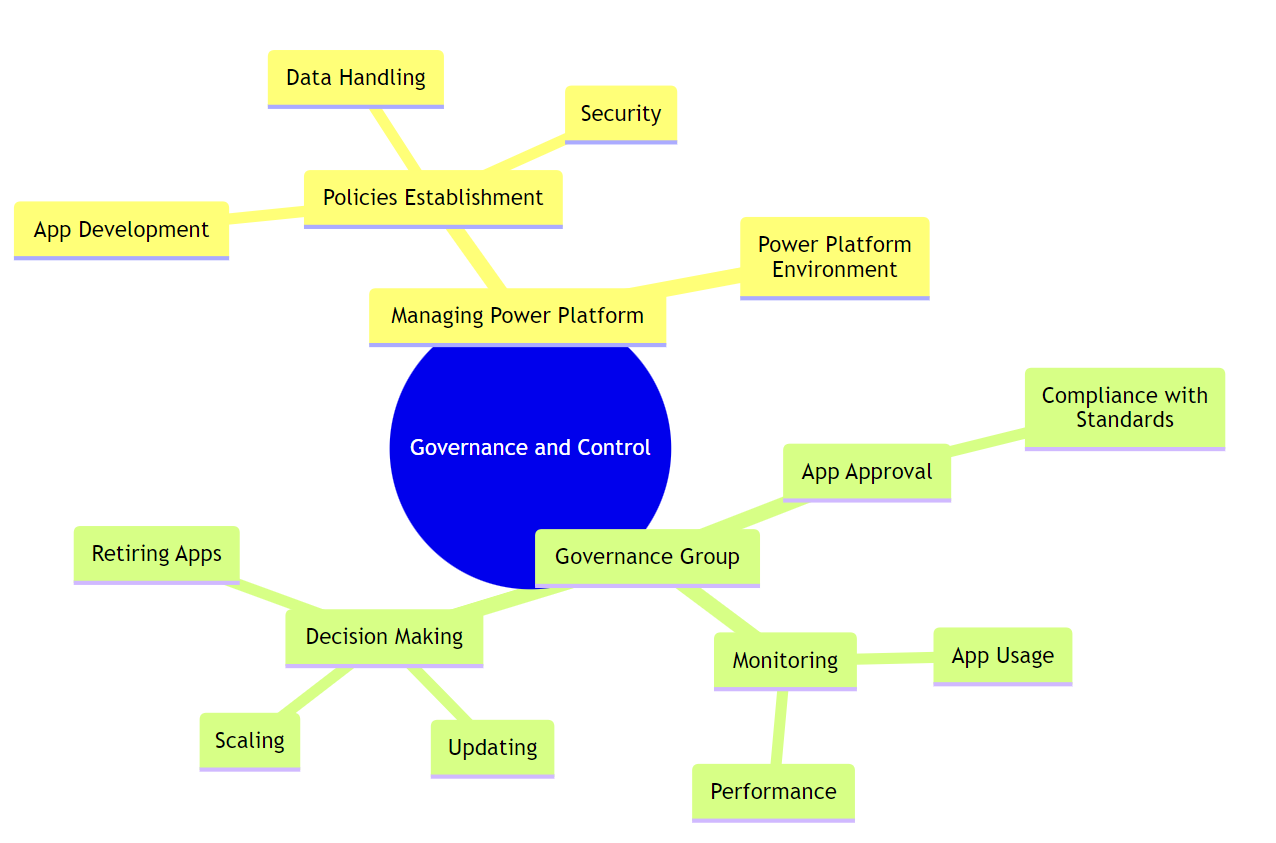 Data Handling
Security
Policies Establishment
App Development
Power Platform
Environment
Managing Power Platform
Compliance with
Standards
Governance and Control
App Approval
Retiring Apps
Governance Group
Decision Making
Monitoring
App Usage
Scaling
Updating
Performance